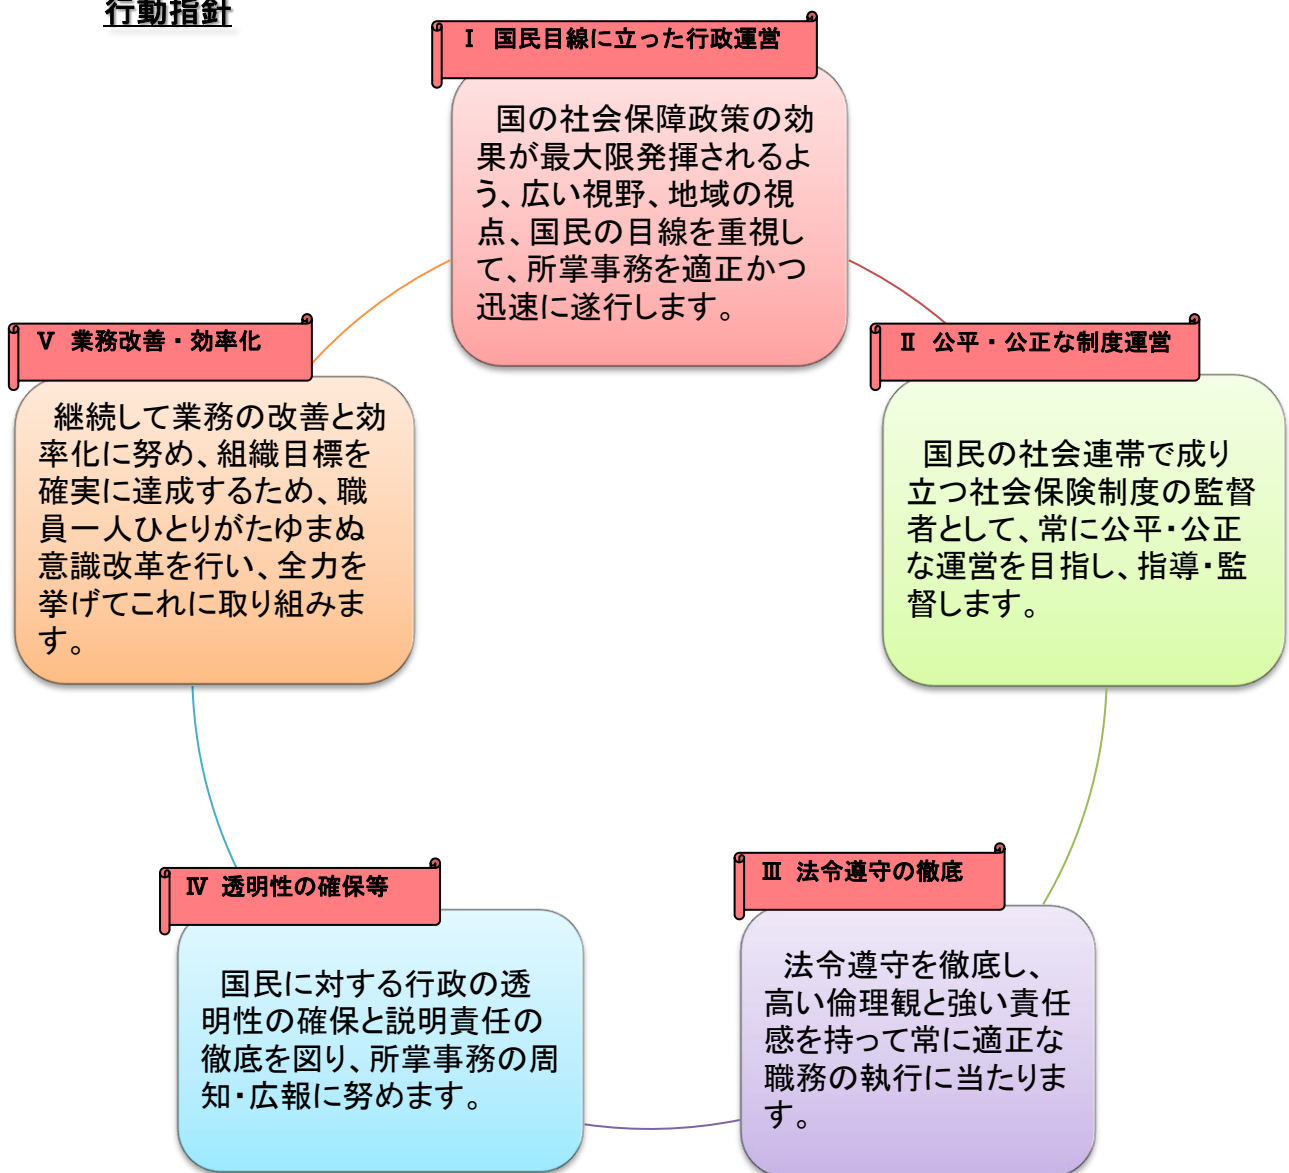 行動指針
Ⅰ 国民目線に立った行政運営
国の社会保障政策の効
果が最大限発揮されるよ
う、広い視野、地域の視
点、国民の目線を重視し
て、所掌事務を適正かつ
迅速に遂行します。
Ⅱ 公平・公正な制度運営
国民の社会連帯で成り
立つ社会保険制度の監督
者として、常に公平・公正
な運営を目指し、指導・監
督します。
Ⅲ 法令遵守の徹底
法令遵守を徹底し、
高い倫理観と強い責任
感を持って常に適正な
職務の執行に当たりま
す。
Ⅳ 透明性の確保等
国民に対する行政の透
明性の確保と説明責任の
徹底を図り、所掌事務の周
知・広報に努めます。
Ⅴ 業務改善・効率化
継続して業務の改善と効
率化に努め、組織目標を
確実に達成するため、職
員一人ひとりがたゆまぬ
意識改革を行い、全力を
挙げてこれに取り組みま
す。